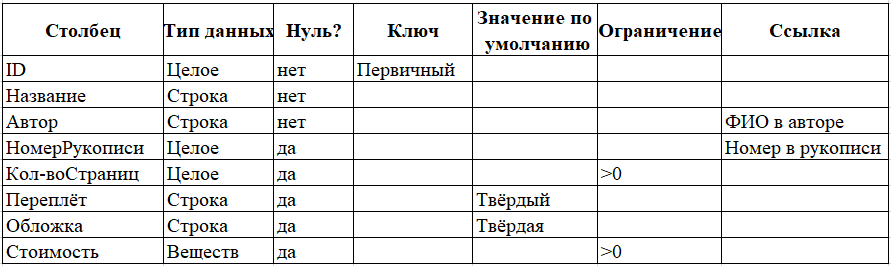 Столбец Тип данных Нуль? Ключ Значение по умолчанию Ограничение Ссылка
ID Целое нет Первичный
Название Строка нет
Автор Строка нет ФИО в авторе
НомерРукописи Целое да Номер в рукописи
Кол-воСтраниц Целое да >0
Переплёт Строка да Твёрдый
Обложка Строка да Твёрдая
Стоимость Веществ да >0